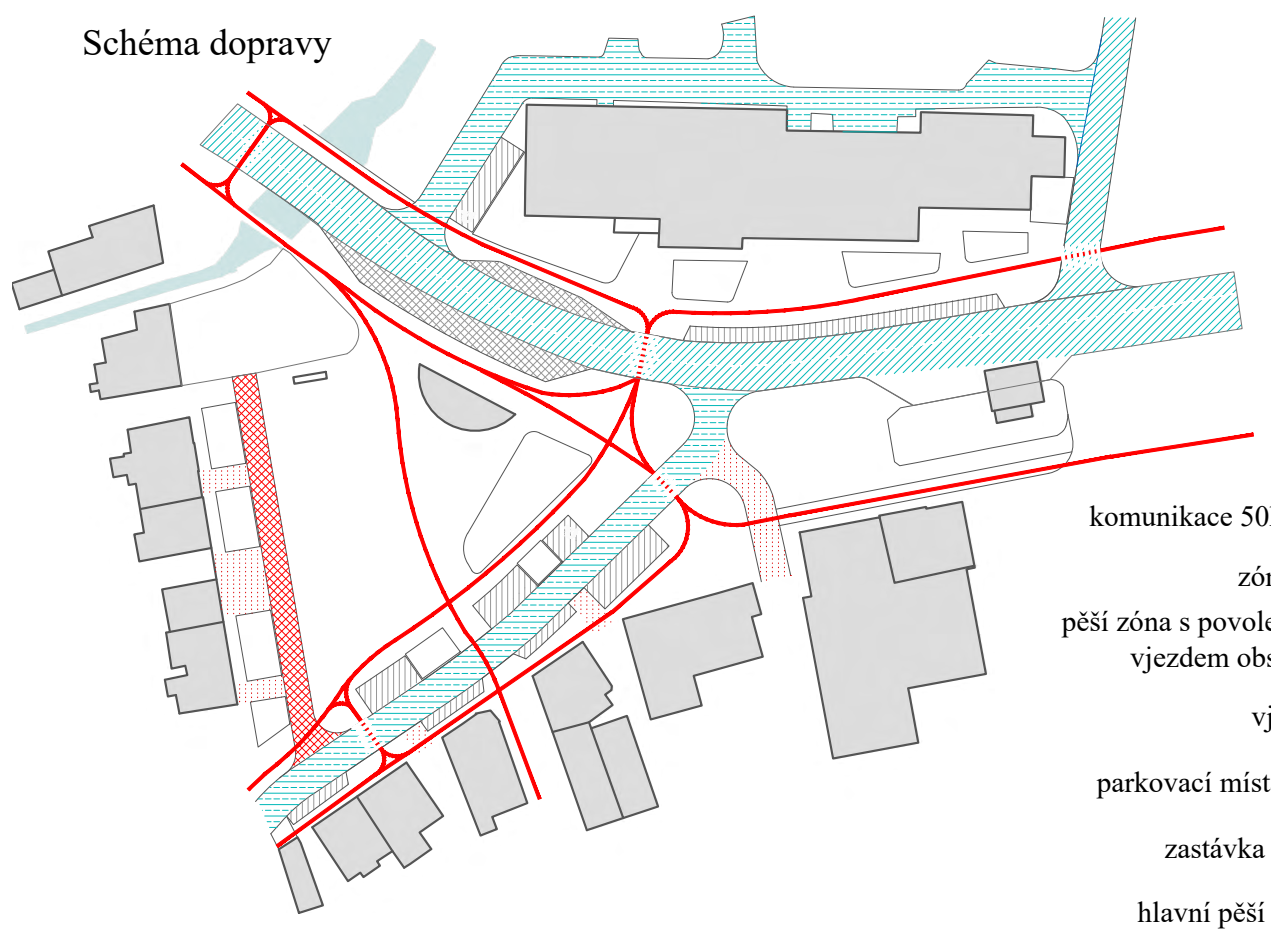 Schéma dopravy
komunikace 50
zón
pěší zóna s povole
vjezdem obs
vj
parkovací míst
zastávka
hlavní pěší